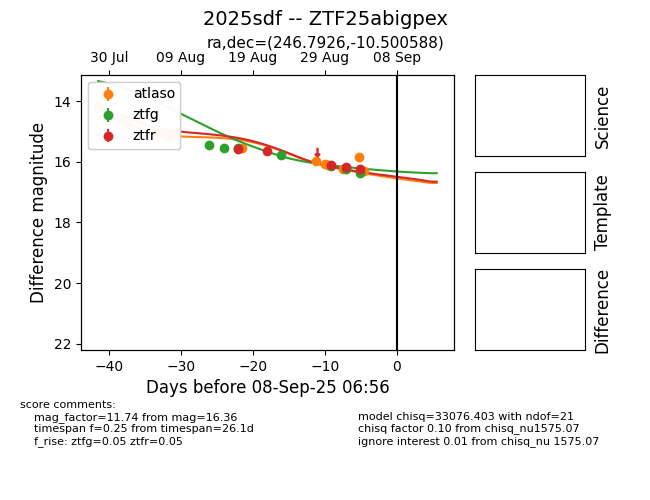 2025sdf -- ZTF25abigpex
ra,dec=(246.7926,-10.500588)
30 Jul 09 Aug 19 Aug 29 Aug 08 Sep
14
16
18
20
22
Difference magnitude
atlaso
ztfg
ztfr
−40 −30 −20 −10 0
Days before 08-Sep-25 06:56
Science
Template
Difference
score comments:
mag_factor=11.74 from mag=16.36
timespan f=0.25 from timespan=26.1d
f_rise: ztfg=0.05 ztfr=0.05
model chisq=33076.403 with ndof=21
chisq factor 0.10 from chisq_nu1575.07
ignore interest 0.01 from chisq_nu 1575.07